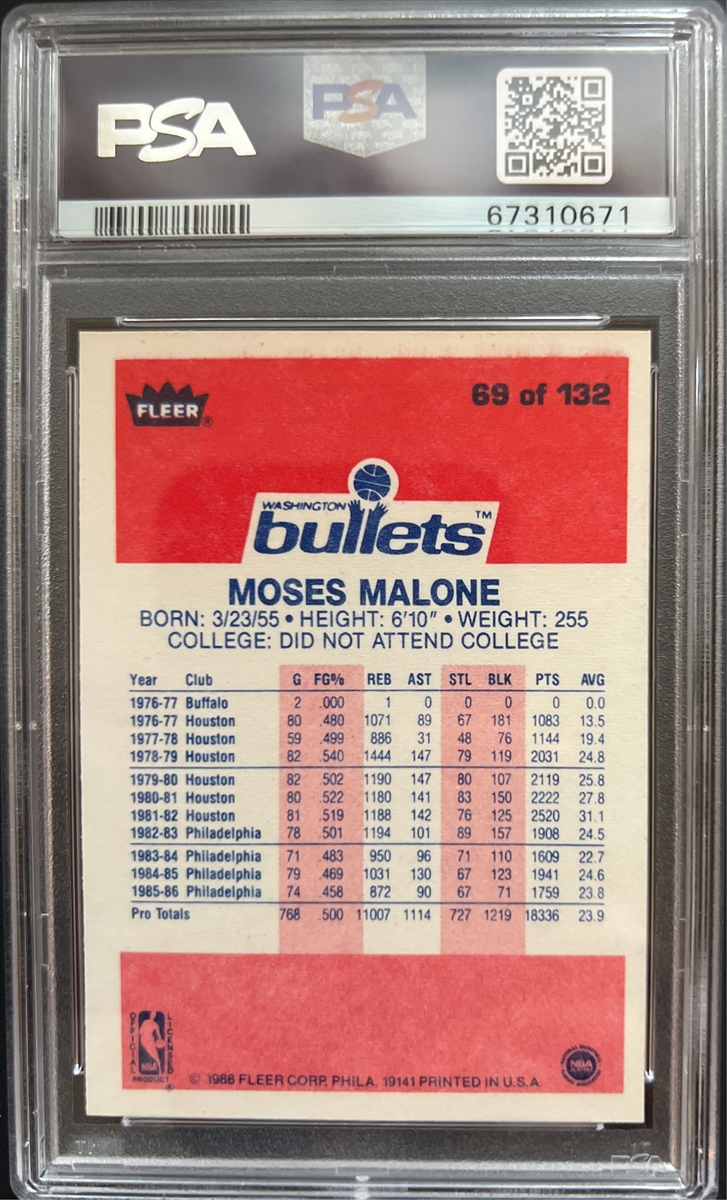 PSA
PSA
67310671
FLEER®
69 of 132
WASHINGTON
bullets™
MOSES MALONE
BORN: 3/23/55 • HEIGHT: 6'10" • WEIGHT: 255
COLLEGE: DID NOT ATTEND COLLEGE
Year Club G FG% REB AST STL BLK PTS AVG
1976-77 Buffalo 2 .000 1 0 0 0 0 0.0
1976-77 Houston 80 .480 1071 89 67 181 1083 13.5
1977-78 Houston 59 .499 886 31 48 76 1144 19.4
1978-79 Houston 82 .540 1444 147 79 119 2031 24.8
1979-80 Houston 82 .502 1190 147 80 107 2119 25.8
1980-81 Houston 80 .522 1180 141 83 150 2222 27.8
1981-82 Houston 81 .519 1188 142 76 125 2520 31.1
1982-83 Philadelphia 78 .501 1194 101 89 157 1908 24.5
1983-84 Philadelphia 71 .483 950 96 71 110 1609 22.7
1984-85 Philadelphia 79 .469 1031 130 67 123 1941 24.6
1985-86 Philadelphia 74 .458 872 90 67 71 1759 23.8
Pro Totals 768 .500 11007 1114 727 1219 18336 23.9
OFFICIAL LICENSED
NBA
PRODUCT
NBA
© 1986 FLEER CORP. PHILA. 19141 PRINTED IN U.S.A.
PSA